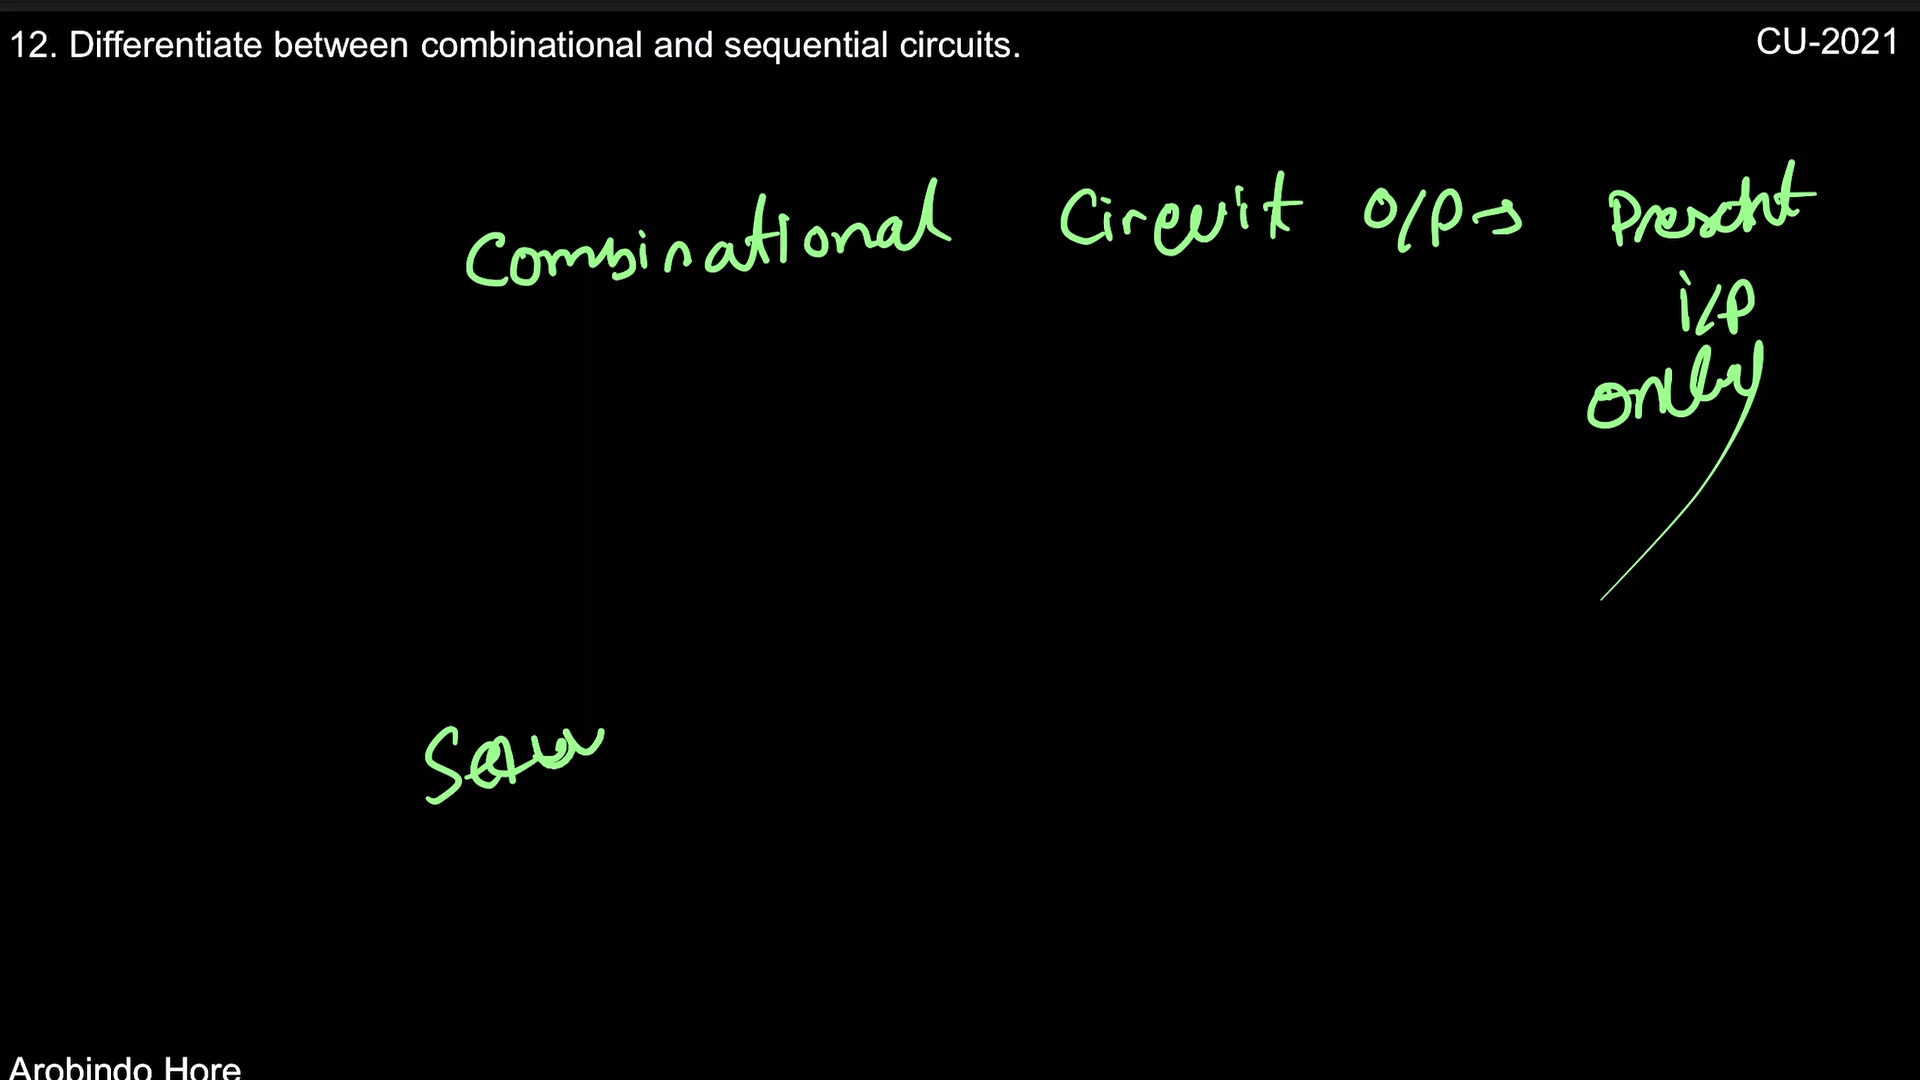 12. Differentiate between combinational and sequential circuits.
CU-2021
Combinational Circuit O/P → Present
i/p
only
Arobindo Hore